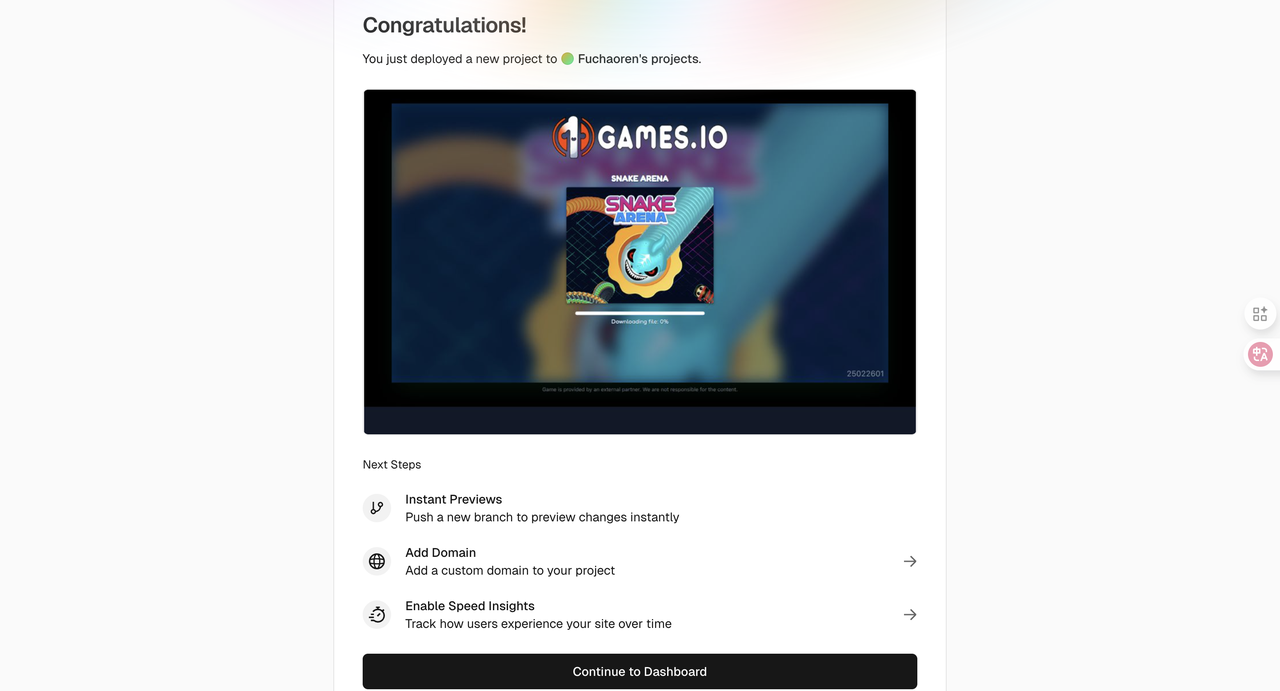 Congratulations!
You just deployed a new project to Fuchaoren's projects.
1GAMES.IO
SNAKE ARENA
SNAKE
ARENA
Downloading file: 0%
25022601
Game is provided by an external partner. We are not responsible for the content.
Next Steps
Instant Previews
Push a new branch to preview changes instantly
Add Domain
Add a custom domain to your project
Enable Speed Insights
Track how users experience your site over time
Continue to Dashboard